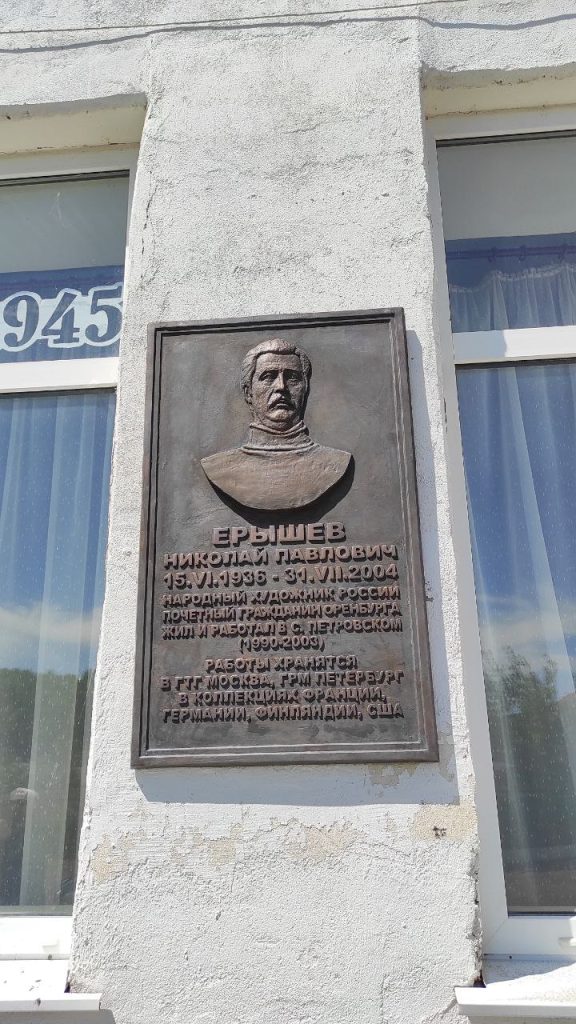 945
ЕРЫШЕВ
НИКОЛАЙ ПАВЛОВИЧ
15.VI.1936 - 31.VII.2004
НАРОДНЫЙ ХУДОЖНИК РОССИИ
ПОЧЕТНЫЙ ГРАЖДАНИН ОРЕНБУРГА
ЖИЛ И РАБОТАЛ В С. ПЕТРОВСКОМ
(1990-2003)
РАБОТЫ ХРАНЯТСЯ
В ГТГ МОСКВА, ГРМ ПЕТЕРБУРГ
В КОЛЛЕКЦИЯХ ФРАНЦИИ,
ГЕРМАНИИ, ФИНЛЯНДИИ, США